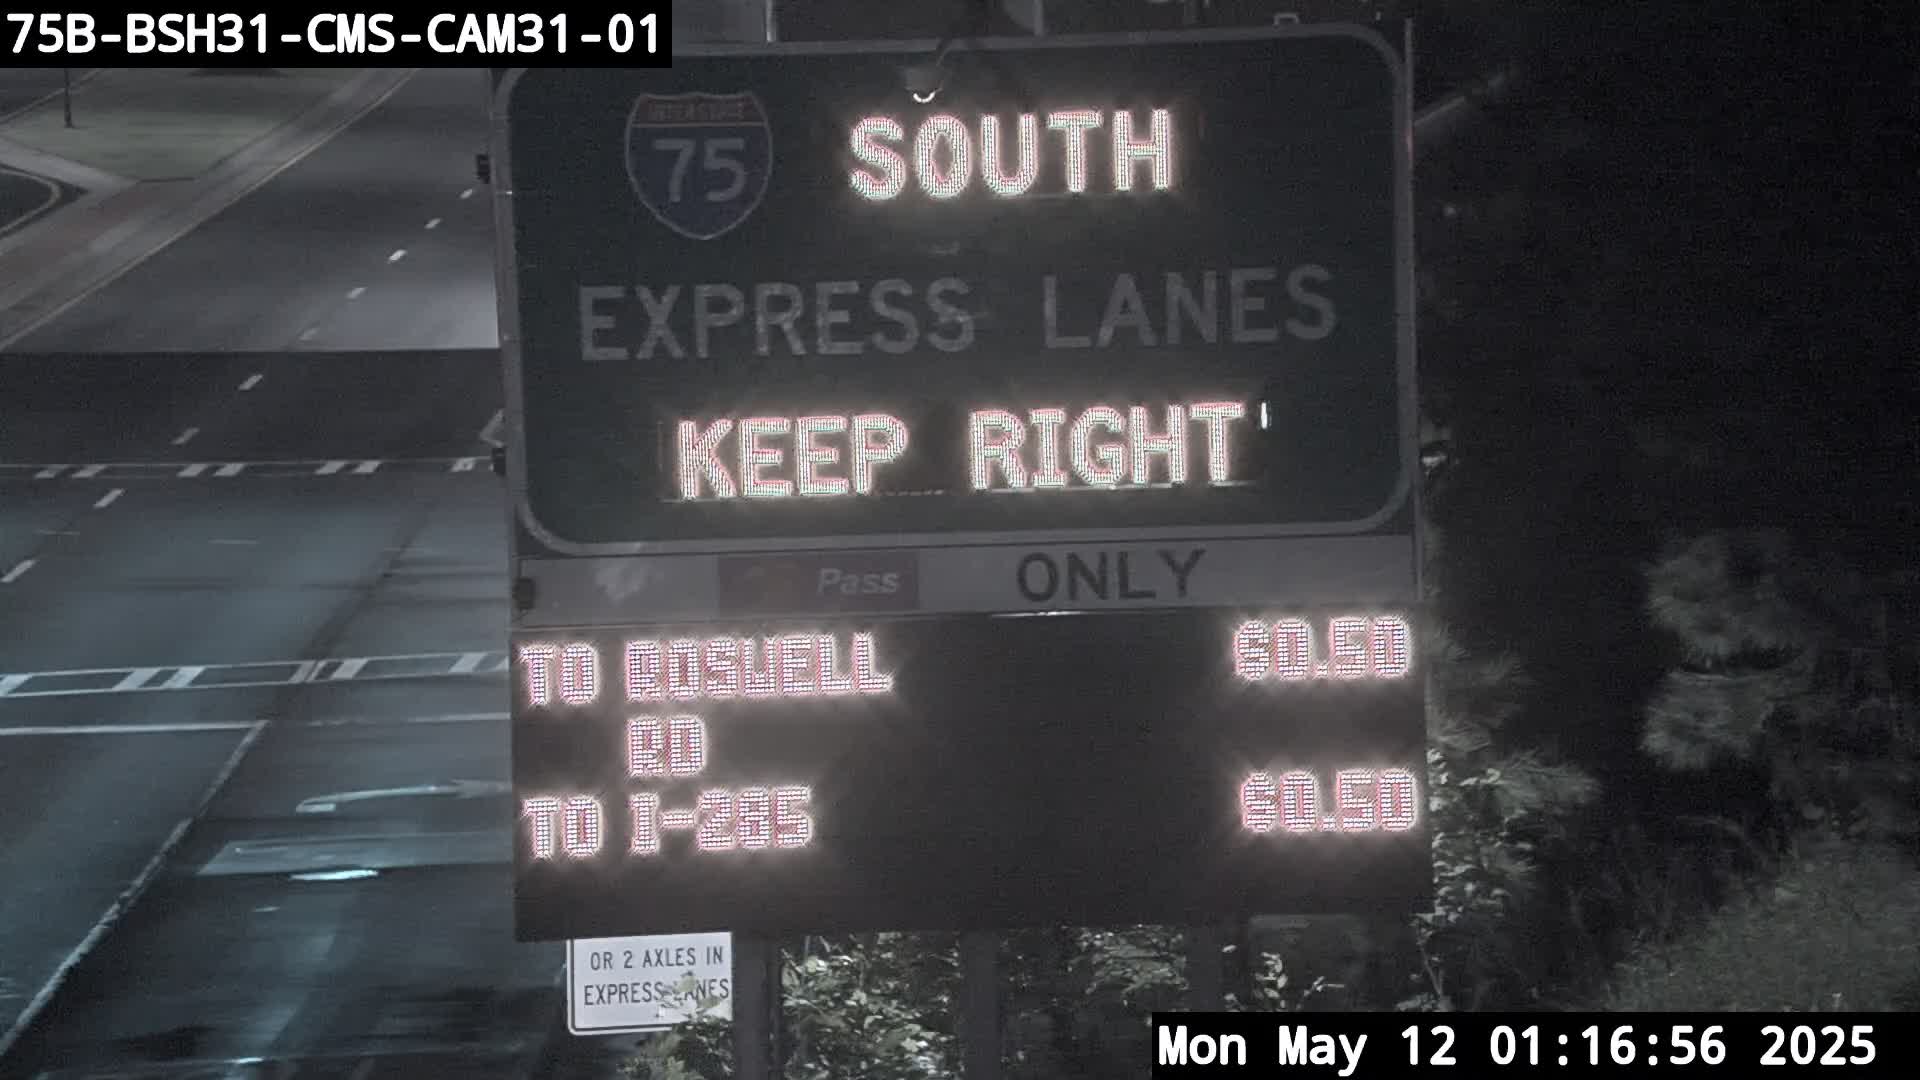 75B-BSH31-CMS-CAM31-01
INTERSTATE
75
SOUTH
EXPRESS LANES
KEEP RIGHT
Pass ONLY
TO ROSWELL $0.50
RD
TO I-285 $0.50
OR 2 AXLES IN
EXPRESS LANES
Mon May 12 01:16:56 2025